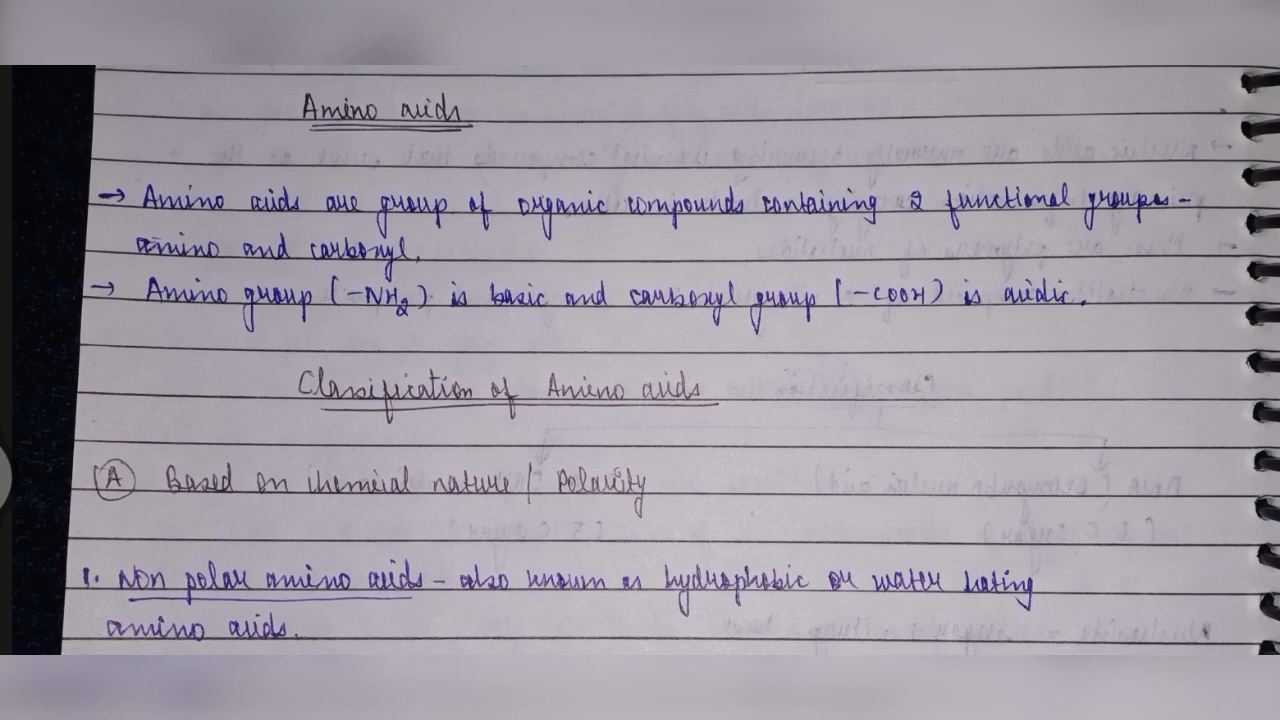 Amino acids
→ Amino acids are group of organic compounds containing 2 functional groups -
amino and carboxyl.
→ Amino group (-NH2) is basic and carboxyl group (-COOH) is acidic.
Classification of Amino acids
(A) Based on chemical nature / Polarity
1. Non polar amino acids - also known as hydrophobic or water hating
amino acids.